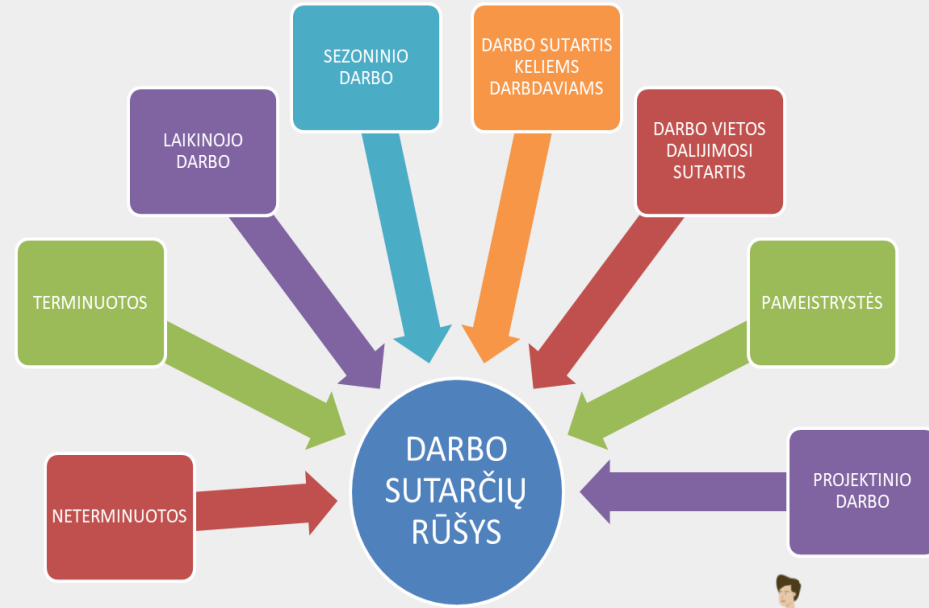 SEZONINIO
DARBO
DARBO SUTARTIS
KELIEMS
DARBDAVIAMS
LAIKINOJO
DARBO
DARBO VIETOS
DALIJIMOSI
SUTARTIS
TERMINUOTOS
PAMEISTRYSTĖS
NETERMINUOTOS
DARBO
SUTARČIŲ
RŪŠYS
PROJEKTINIO
DARBO